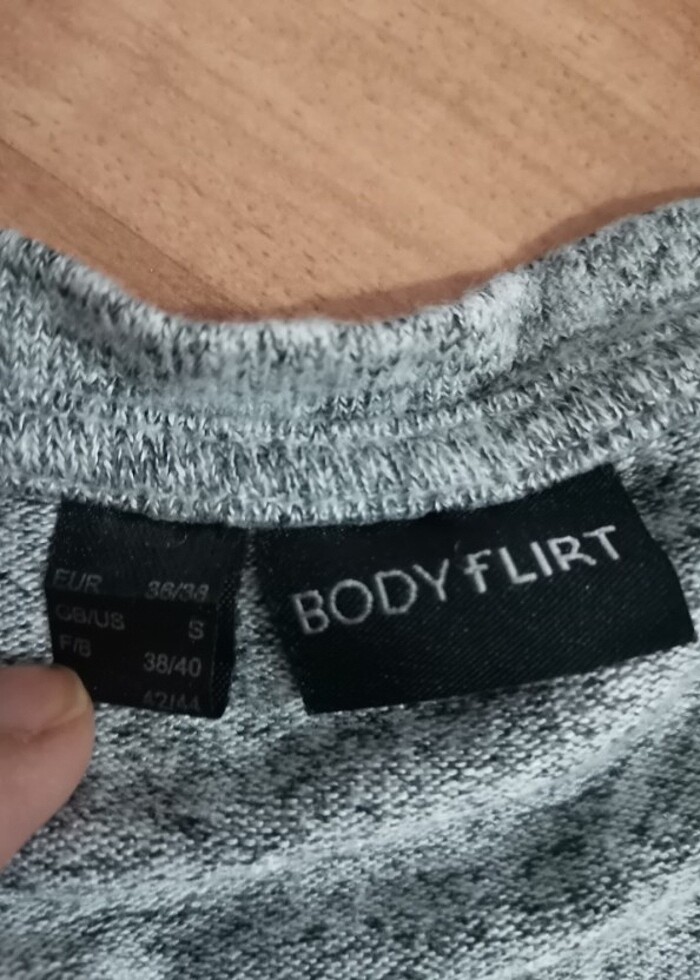 EUR 36/38
GB/US S
F/B 38/40
42/44
BODYFLIRT